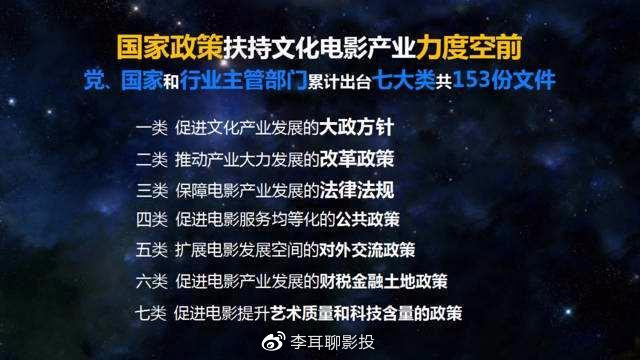 国家政策扶持文化电影产业力度空前
党、国家和行业主管部门累计出台七大类共153份文件
一类 促进文化产业发展的大政方针
二类 推动产业大力发展的改革政策
三类 保障电影产业发展的法律法规
四类 促进电影服务均等化的公共政策
五类 扩展电影发展空间的对外交流政策
六类 促进电影产业发展的财税金融土地政策
七类 促进电影提升艺术质量和科技含量的政策
李耳聊影投